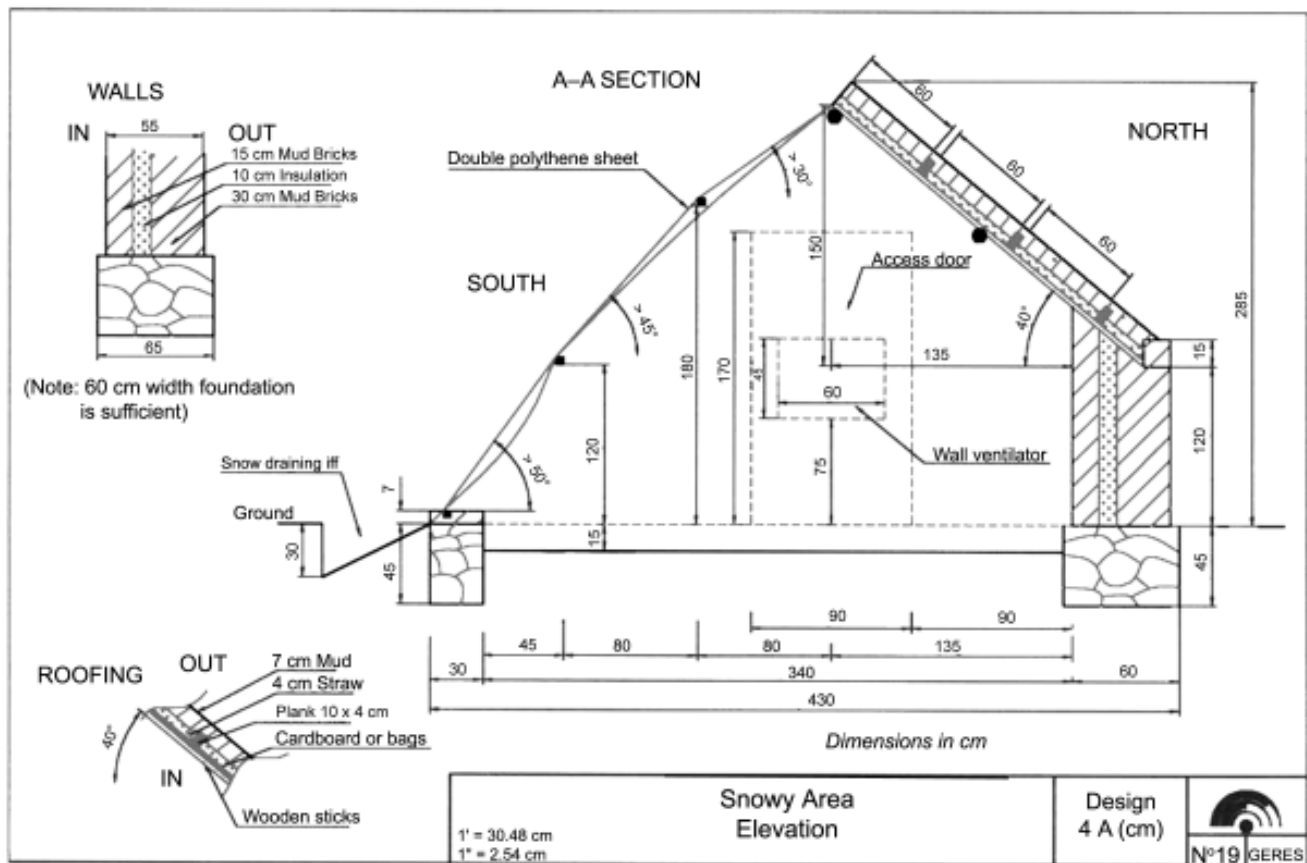 WALLS
IN
OUT
55
15 cm Mud Bricks
10 cm Insulation
30 cm Mud Bricks
65
(Note: 60 cm width foundation
is sufficient)
A–A SECTION
NORTH
SOUTH
Double polythene sheet
> 30°
> 45°
> 50°
60
60
60
285
150
Access door
40°
135
15
180
170
45
60
120
75
Wall ventilator
120
Snow draining iff
Ground
7
30
45
15
45
90
90
45
80
80
135
30
340
60
430
Dimensions in cm
ROOFING
OUT
7 cm Mud
4 cm Straw
Plank 10 x 4 cm
Cardboard or bags
40°
IN
Wooden sticks
1' = 30.48 cm
1" = 2.54 cm
Snowy Area
Elevation
Design
4 A (cm)
Nº19
GERES